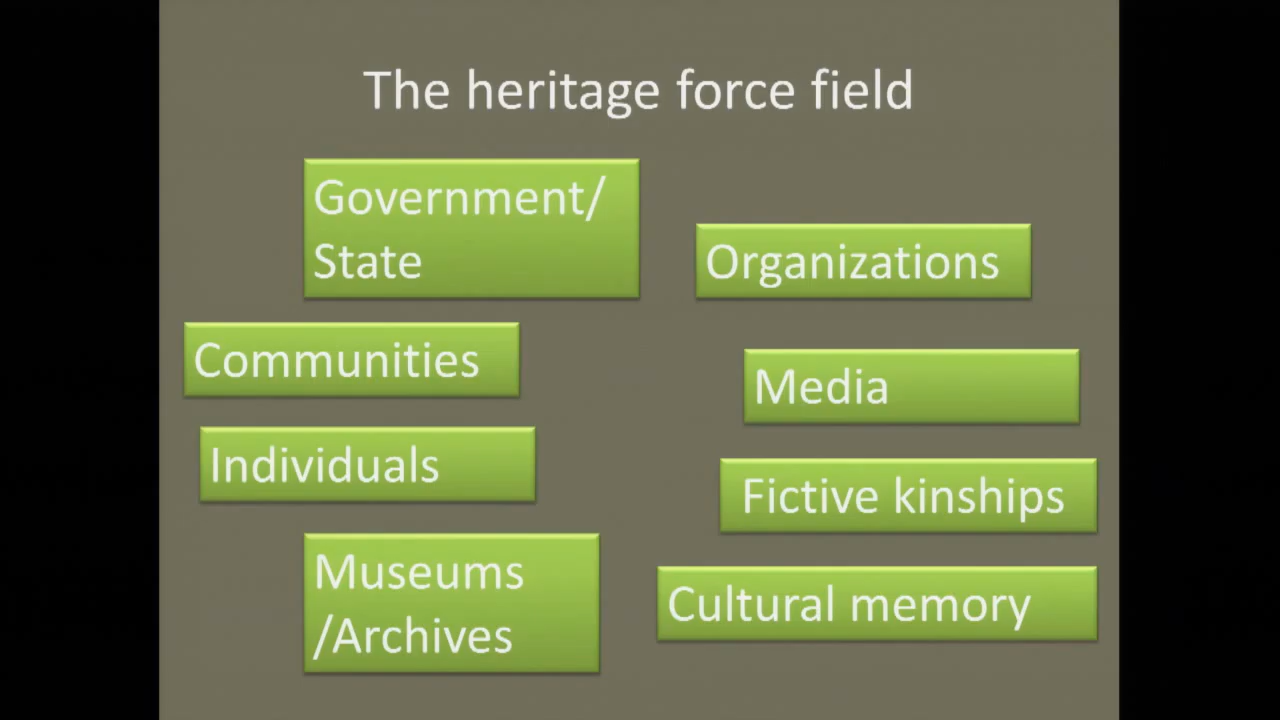 The heritage force field
Government/
State
Organizations
Communities
Media
Individuals
Fictive kinships
Museums
/Archives
Cultural memory